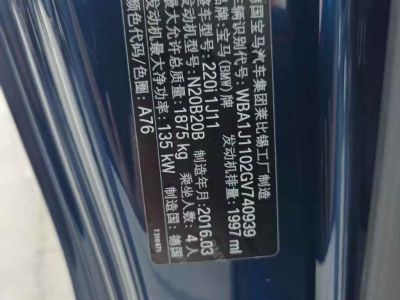 德国宝马汽车集团莱比锡工厂 制造
车辆识别代号: WBA1J1102GV740939
品牌: 宝马(BMW)牌 发动机排量: 1997 ml
整车型号: 220i 1J11 制造年月: 2016.03
发动机型号: N20B20B 乘坐人数: 4 人
最大允许总质量: 1875 kg 制造国: 德国
发动机最大净功率: 135 kW
颜色代码/色圈: A76